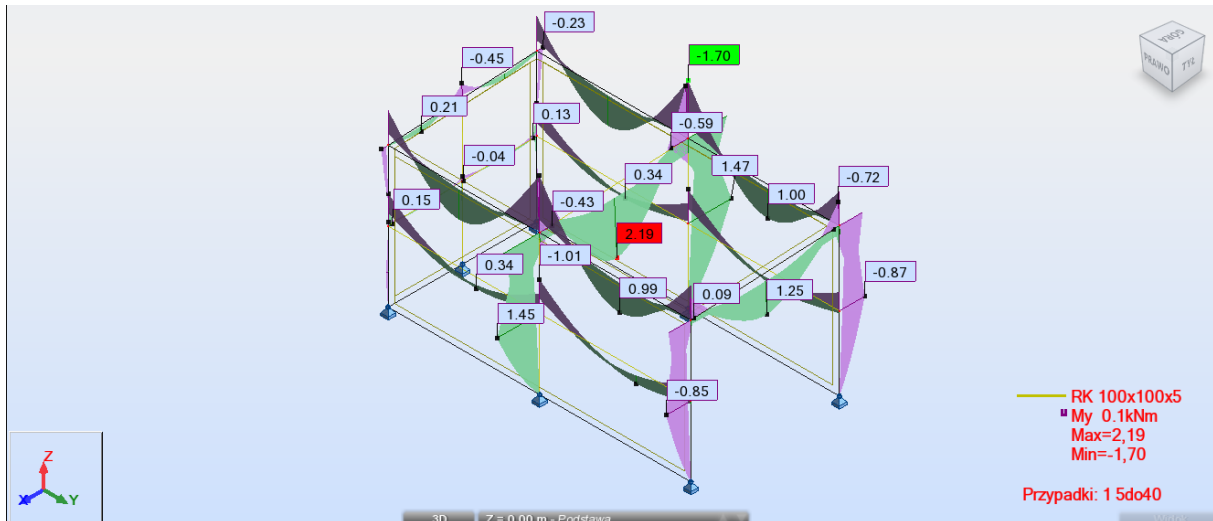 -0.23
-1.70
GÓRA
PRAWO
TYŁ
-0.45
0.21
0.13
-0.59
-0.04
0.34
1.47
1.00
-0.72
0.15
-0.43
2.19
0.34
-1.01
0.99
0.09
1.25
-0.87
1.45
-0.85
RK 100x100x5
My 0.1kNm
Max=2,19
Min=-1,70
Przypadki: 1 5do40
Z
X
Y
3D
Z = 0.00 m - Podstawa